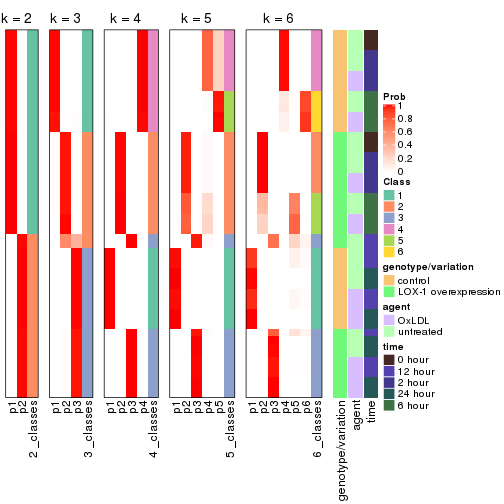 k = 2
k = 3
k = 4
k = 5
k = 6
Prob
1
0.8
0.6
0.4
0.2
0
Class
1
2
3
4
5
6
genotype/variation
control
LOX-1 overexpression
agent
OxLDL
untreated
time
0 hour
12 hour
2 hour
24 hour
6 hour
p1
p2
2_classes
p1
p2
p3
3_classes
p1
p2
p3
p4
4_classes
p1
p2
p3
p4
p5
5_classes
p1
p2
p3
p4
p5
p6
6_classes
genotype/variation
agent
time